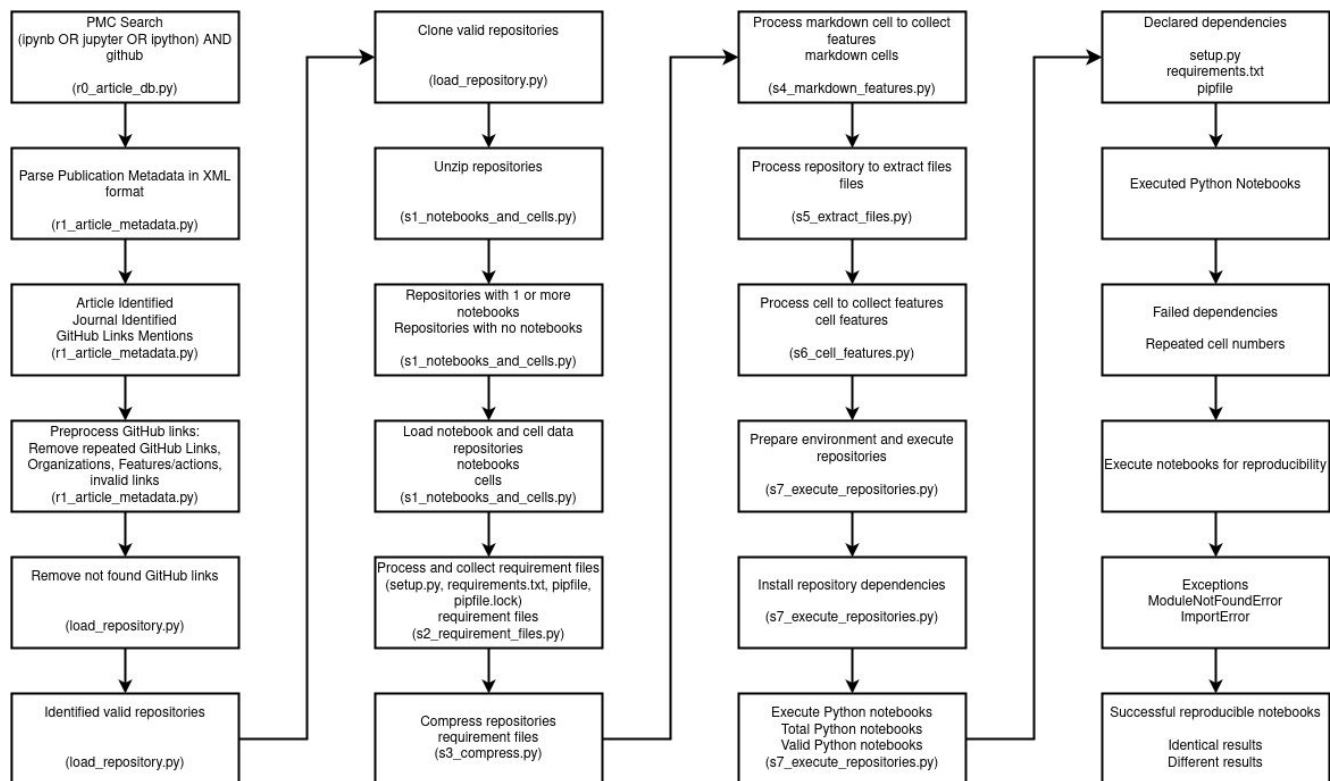 PMC Search
(ipynb OR jupyter OR ipython) AND
github
(r0_article_db.py)
Parse Publication Metadata in XML
format
(r1_article_metadata.py)
Article Identified
Journal Identified
GitHub Links Mentions
(r1_article_metadata.py)
Preprocess GitHub links:
Remove repeated GitHub Links,
Organizations, Features/actions,
invalid links
(r1_article_metadata.py)
Remove not found GitHub links
(load_repository.py)
Identified valid repositories
(load_repository.py)
Clone valid repositories
(load_repository.py)
Unzip repositories
(s1_notebooks_and_cells.py)
Repositories with 1 or more
notebooks
Repositories with no notebooks
(s1_notebooks_and_cells.py)
Load notebook and cell data
repositories
notebooks
cells
(s1_notebooks_and_cells.py)
Process and collect requirement files
(setup.py, requirements.txt, pipfile,
pipfile.lock)
requirement files
(s2_requirement_files.py)
Compress repositories
requirement files
(s3_compress.py)
Process markdown cell to collect
features
markdown cells
(s4_markdown_features.py)
Process repository to extract files
files
(s5_extract_files.py)
Process cell to collect features
cell features
(s6_cell_features.py)
Prepare environment and execute
repositories
(s7_execute_repositories.py)
Install repository dependencies
(s7_execute_repositories.py)
Execute Python notebooks
Total Python notebooks
Valid Python notebooks
(s7_execute_repositories.py)
Declared dependencies
setup.py
requirements.txt
pipfile
Executed Python Notebooks
Failed dependencies
Repeated cell numbers
Execute notebooks for reproducibility
Exceptions
ModuleNotFoundError
ImportError
Successful reproducible notebooks
Identical results
Different results